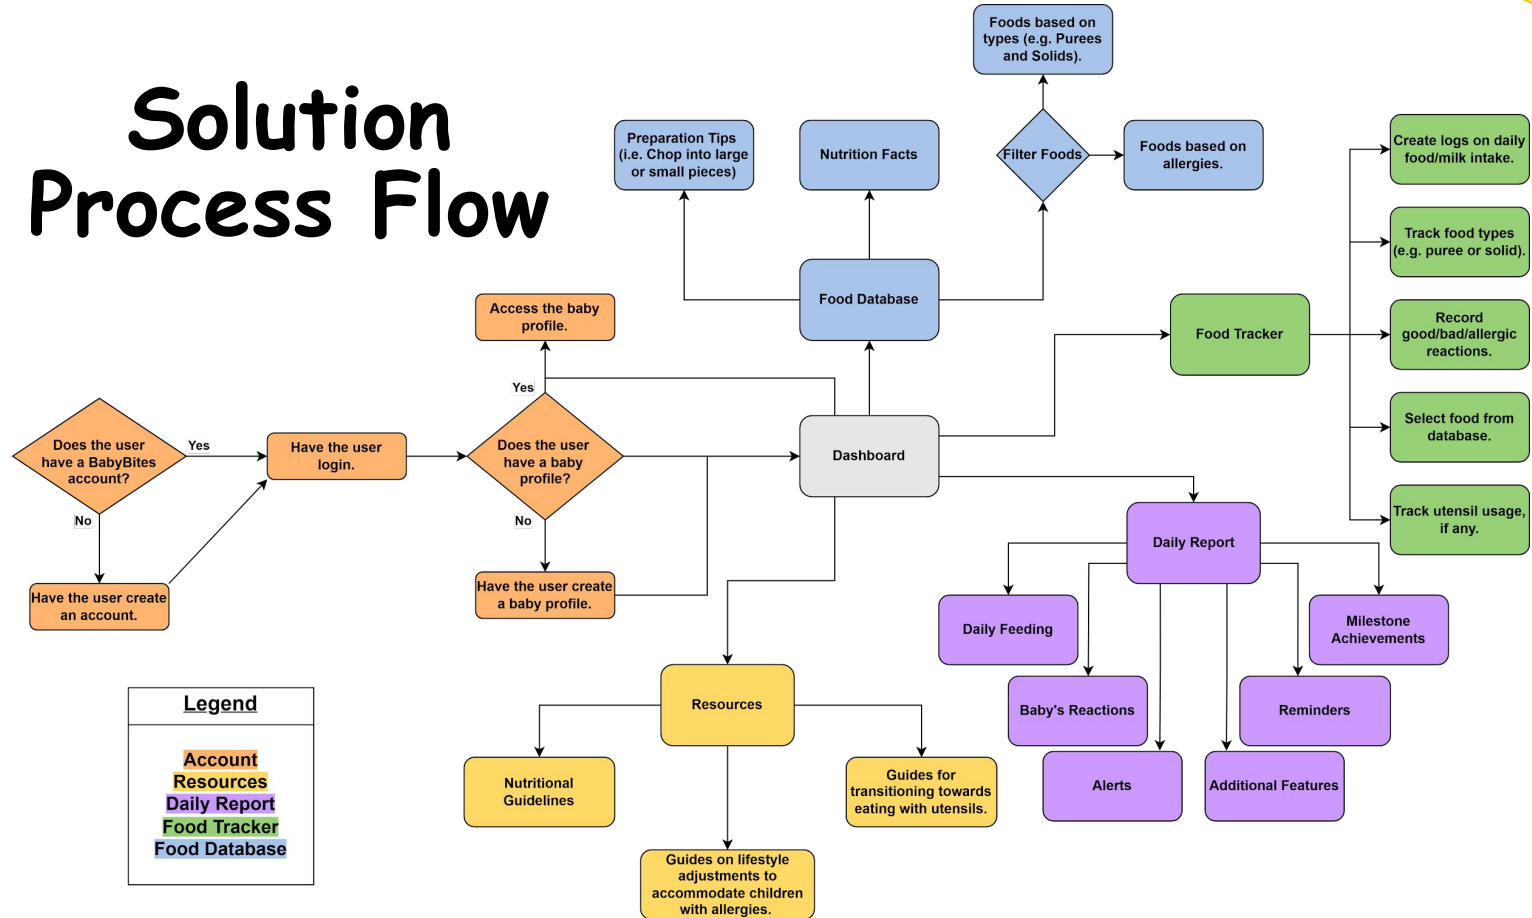 Solution
Process Flow
Foods based on
types (e.g. Purees
and Solids).
Preparation Tips
(i.e. Chop into large
or small pieces)
Nutrition Facts
Filter Foods
Foods based on
allergies.
Create logs on daily
food/milk intake.
Track food types
(e.g. puree or solid).
Food Database
Food Tracker
Record
good/bad/allergic
reactions.
Access the baby
profile.
Yes
Select food from
database.
Does the user
have a BabyBites
account?
Yes
Have the user
login.
Does the user
have a baby
profile?
Dashboard
No
No
Track utensil usage,
if any.
Daily Report
Have the user create
an account.
Have the user create
a baby profile.
Daily Feeding
Milestone
Achievements
Baby's Reactions
Reminders
Alerts
Additional Features
Resources
Nutritional
Guidelines
Guides for
transitioning towards
eating with utensils.
Guides on lifestyle
adjustments to
accommodate children
with allergies.
Legend
Account
Resources
Daily Report
Food Tracker
Food Database